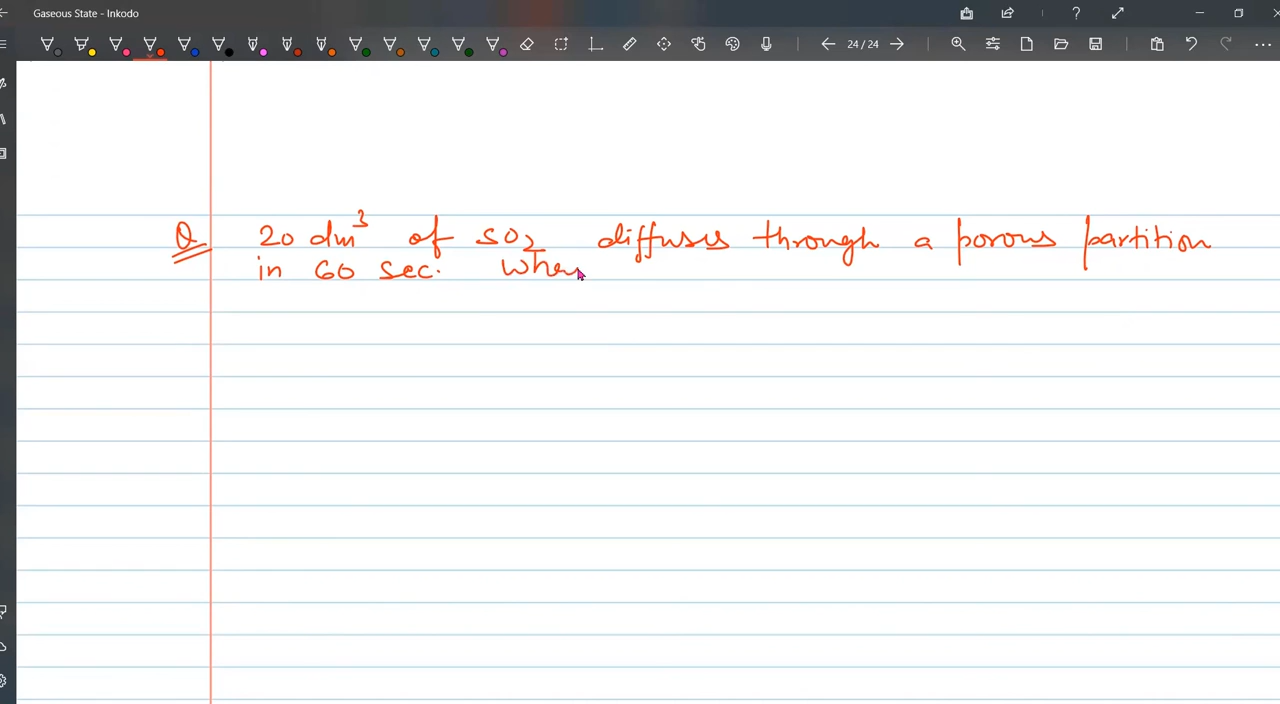 Gaseous State - Inkodo
24 / 24
Q 20 dm³ of SO₂ diffuses through a porous partition
in 60 sec. When